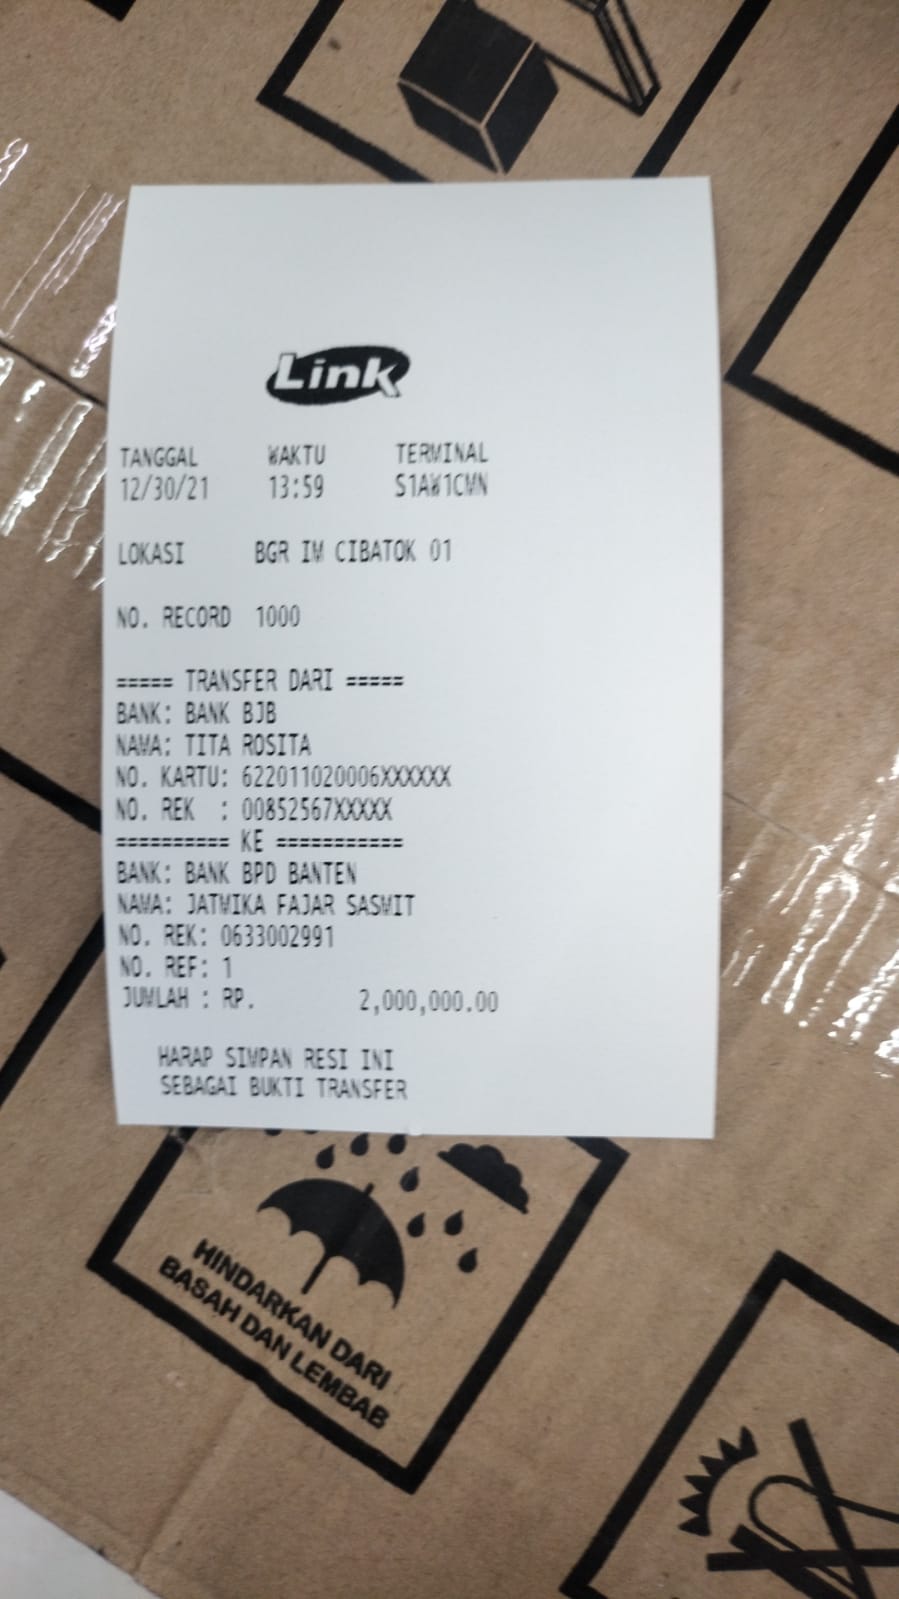 Link
TANGGAL WAKTU TERMINAL
12/30/21 13:59 S1AW1CMN
LOKASI BGR IM CIBATOK 01
NO. RECORD 1000
===== TRANSFER DARI =====
BANK: BANK BJB
NAMA: TITA ROSITA
NO. KARTU: 622011020006XXXXXX
NO. REK : 00852567XXXXX
========== KE ===========
BANK: BANK BPD BANTEN
NAMA: JATMIKA FAJAR SASMIT
NO. REK: 0633002991
NO. REF: 1
JUMLAH : RP. 2,000,000.00
HARAP SIMPAN RESI INI
SEBAGAI BUKTI TRANSFER
HINDARKAN DARI
BASAH DAN LEMBAB